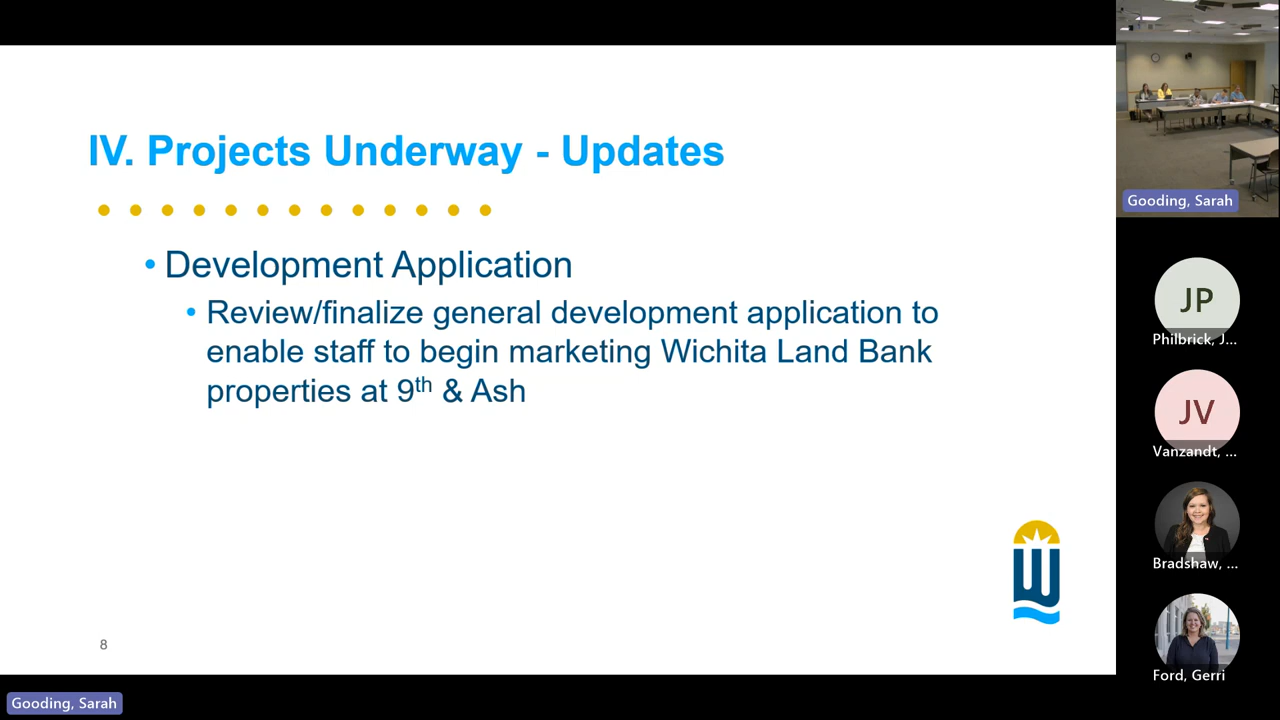 IV. Projects Underway - Updates
• Development Application
• Review/finalize general development application to
enable staff to begin marketing Wichita Land Bank
properties at 9th & Ash
8
Gooding, Sarah
Gooding, Sarah
JP
Philbrick, J...
JV
Vanzandt, ...
Bradshaw, ...
Ford, Gerri